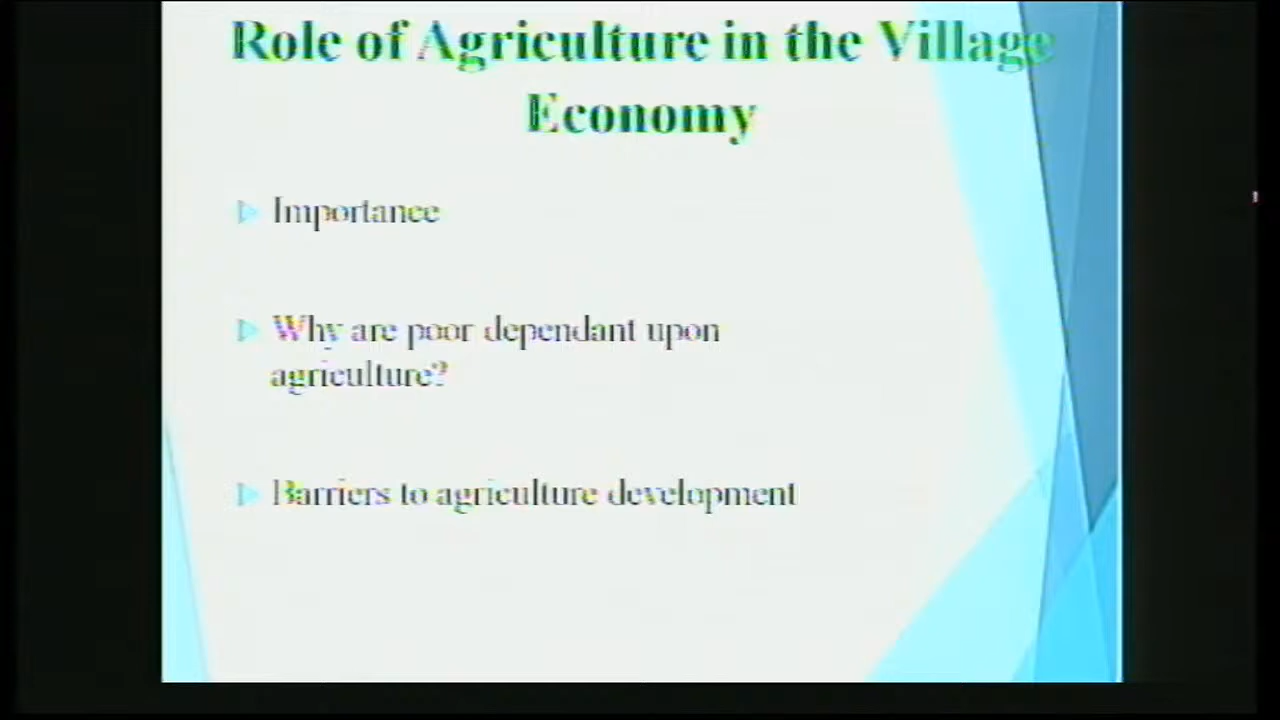 Role of Agriculture in the Village
Economy
Importance
Why are poor dependant upon
agriculture?
Barriers to agriculture development